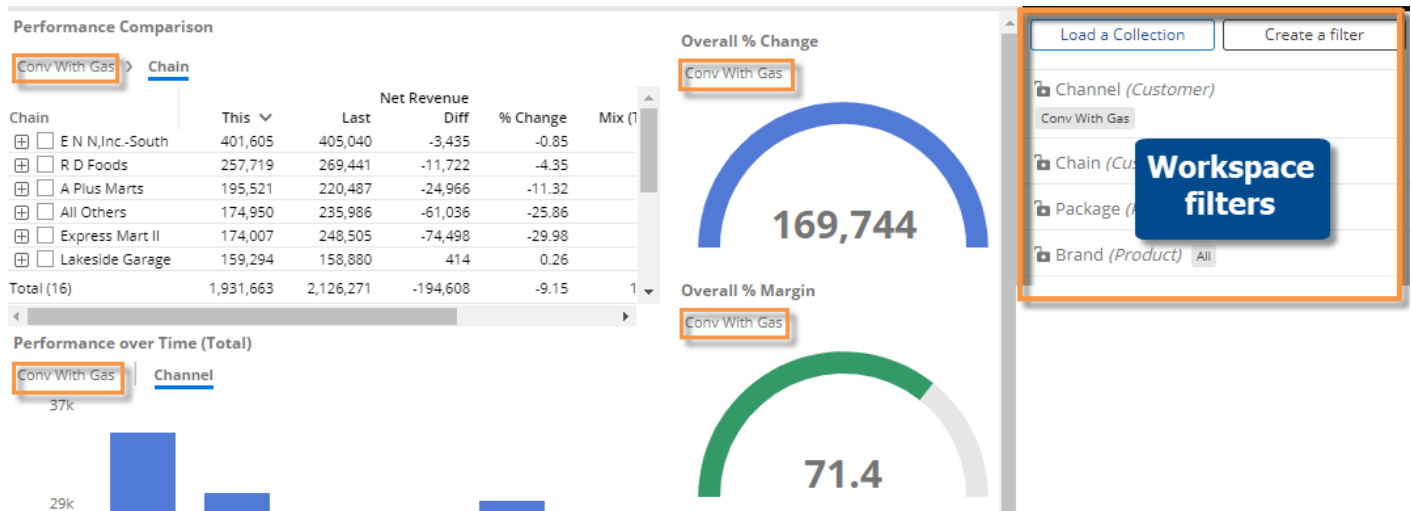 Performance Comparison
Conv With Gas > Chain
Net Revenue
Chain This Last Diff % Change Mix (T
E N N,Inc.-South 401,605 405,040 -3,435 -0.85
R D Foods 257,719 269,441 -11,722 -4.35
A Plus Marts 195,521 220,487 -24,966 -11.32
All Others 174,950 235,986 -61,036 -25.86
Express Mart II 174,007 248,505 -74,498 -29.98
Lakeside Garage 159,294 158,880 414 0.26
Total (16) 1,931,663 2,126,271 -194,608 -9.15 1
Performance over Time (Total)
Conv With Gas Channel
37k
29k
Overall % Change
Conv With Gas
169,744
Overall % Margin
Conv With Gas
71.4
Load a Collection Create a filter
Channel (Customer)
Conv With Gas
Chain (Cus
Package (
Brand (Product) All
Workspace
filters